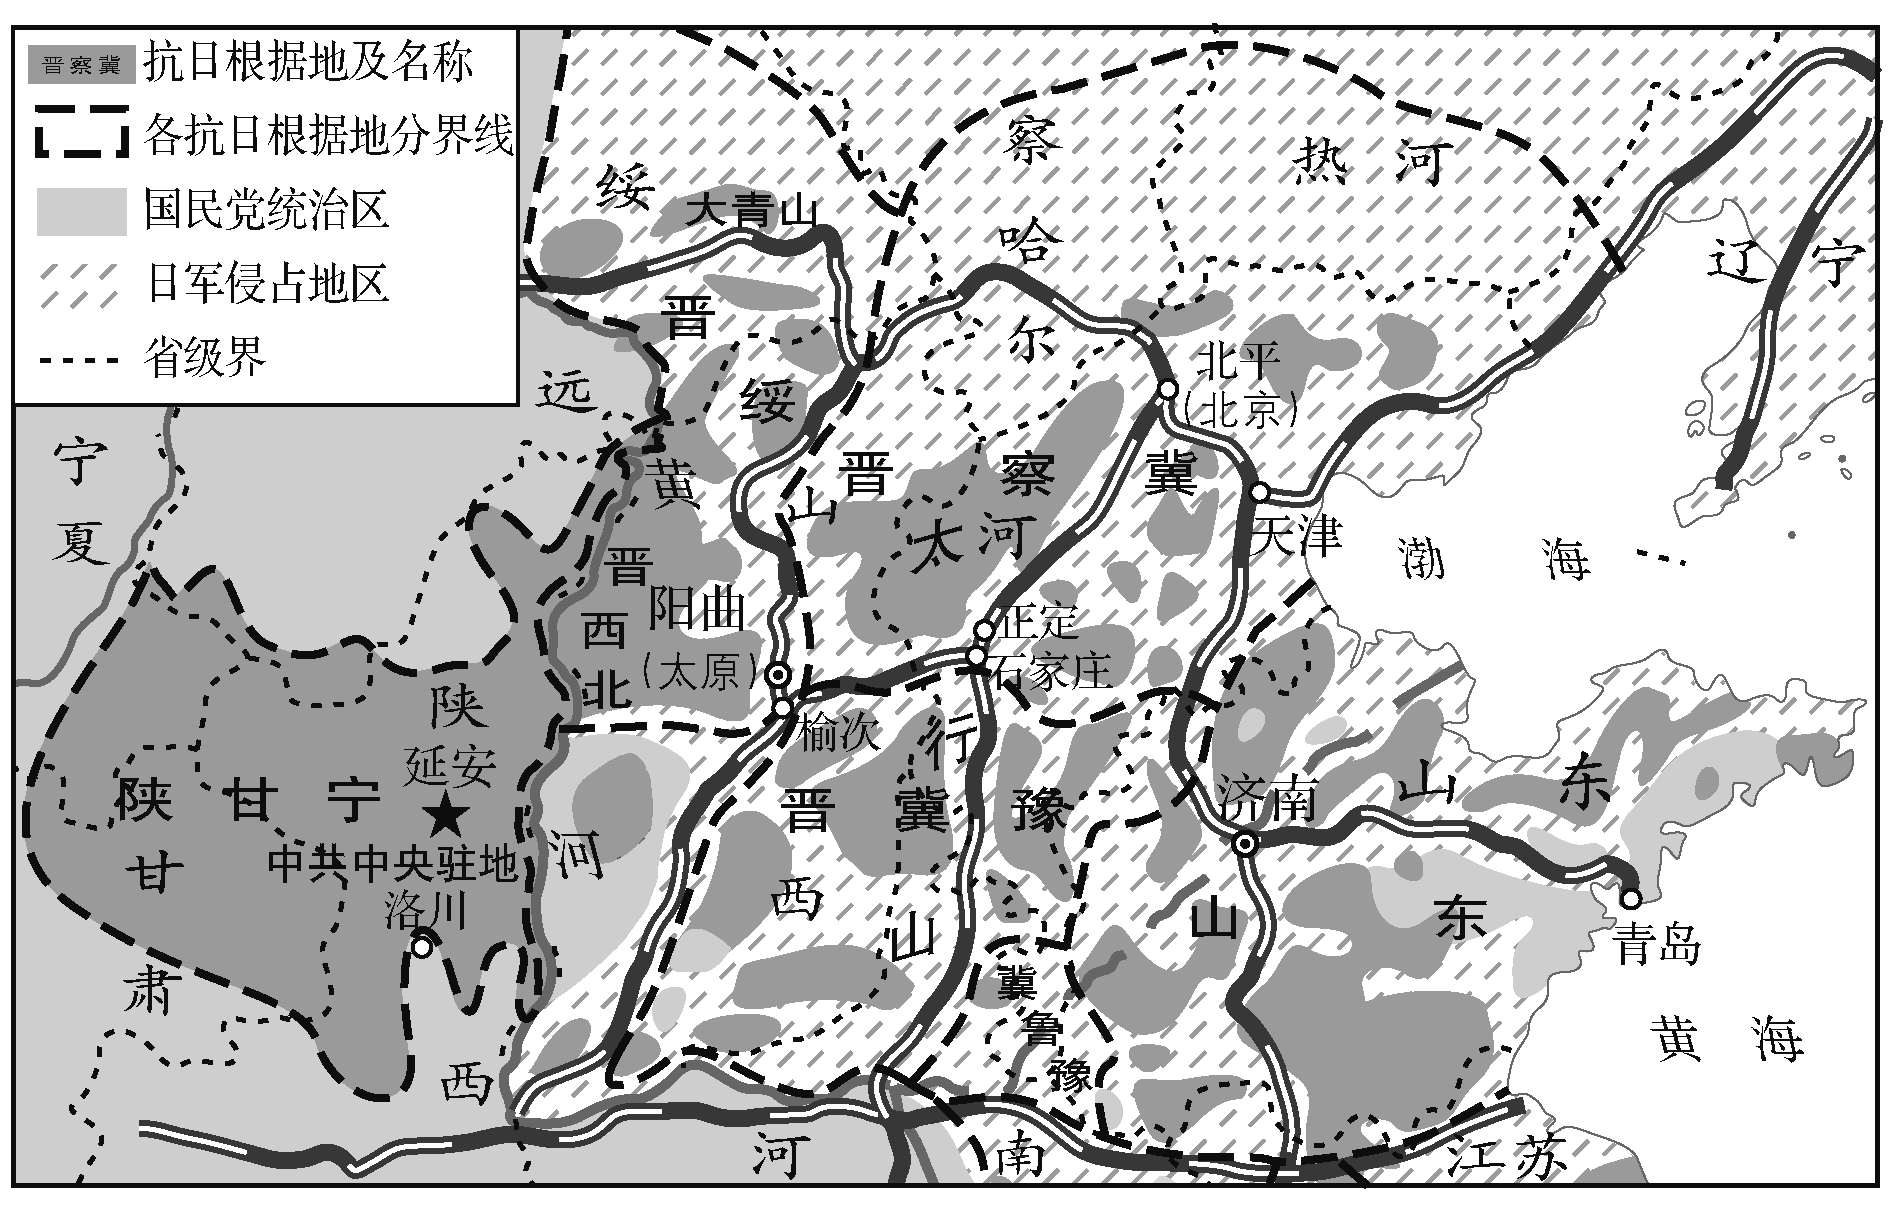 晋察冀 抗日根据地及名称
各抗日根据地分界线
国民党统治区
日军侵占地区
省级界
绥远
大青山
察哈尔
热河
辽宁
晋绥
北平
(北京)
宁夏
黄河
山西
晋察冀
太行山
河
天津
渤海
晋西北
阳曲
(太原)
正定
石家庄
榆次
陕西
延安
陕甘宁
中共中央驻地
洛川
甘肃
晋冀豫
济南
山东
山东
青岛
冀鲁豫
黄海
河南
江苏